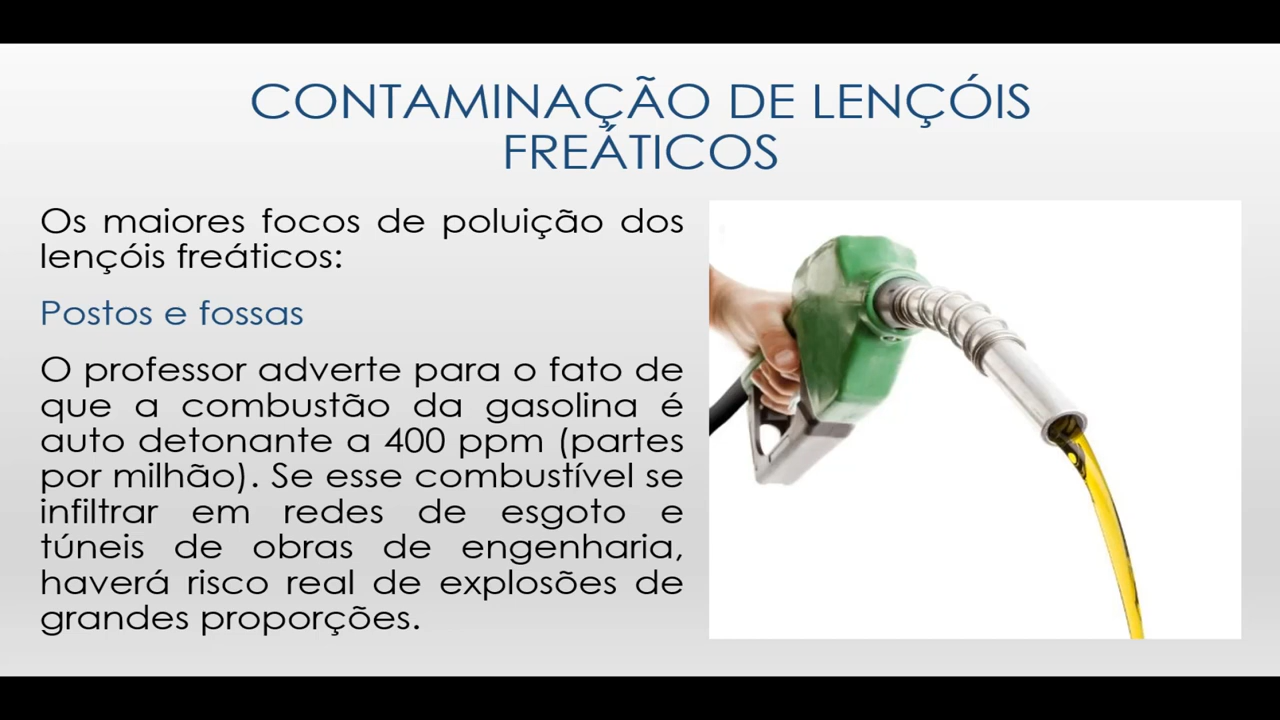 CONTAMINAÇÃO DE LENÇÓIS
FREÁTICOS
Os maiores focos de poluição dos
lençóis freáticos:
Postos e fossas
O professor adverte para o fato de
que a combustão da gasolina é
auto detonante a 400 ppm (partes
por milhão). Se esse combustível se
infiltrar em redes de esgoto e
túneis de obras de engenharia,
haverá risco real de explosões de
grandes proporções.